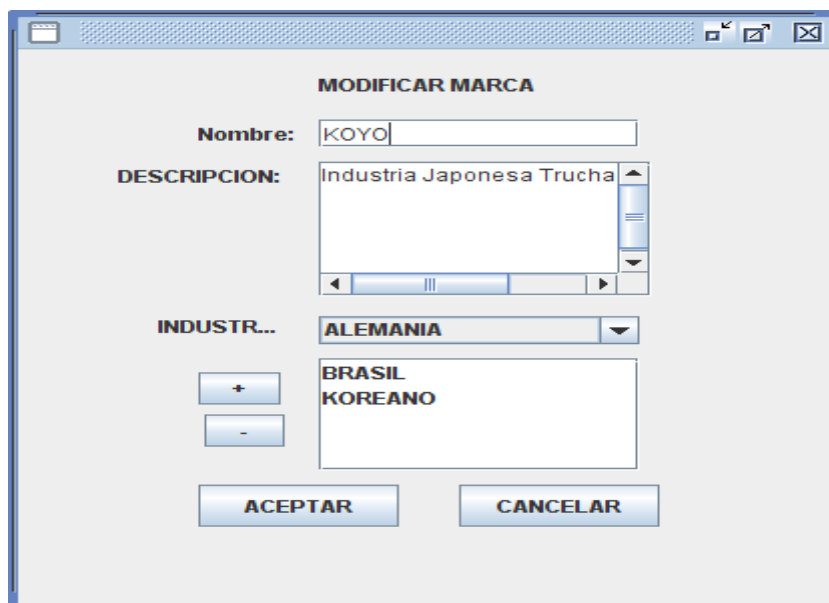 MODIFICAR MARCA
Nombre: KOYO
DESCRIPCION: Industria Japonesa Trucha
INDUSTR... ALEMANIA
BRASIL
+
KOREANO
-
ACEPTAR CANCELAR